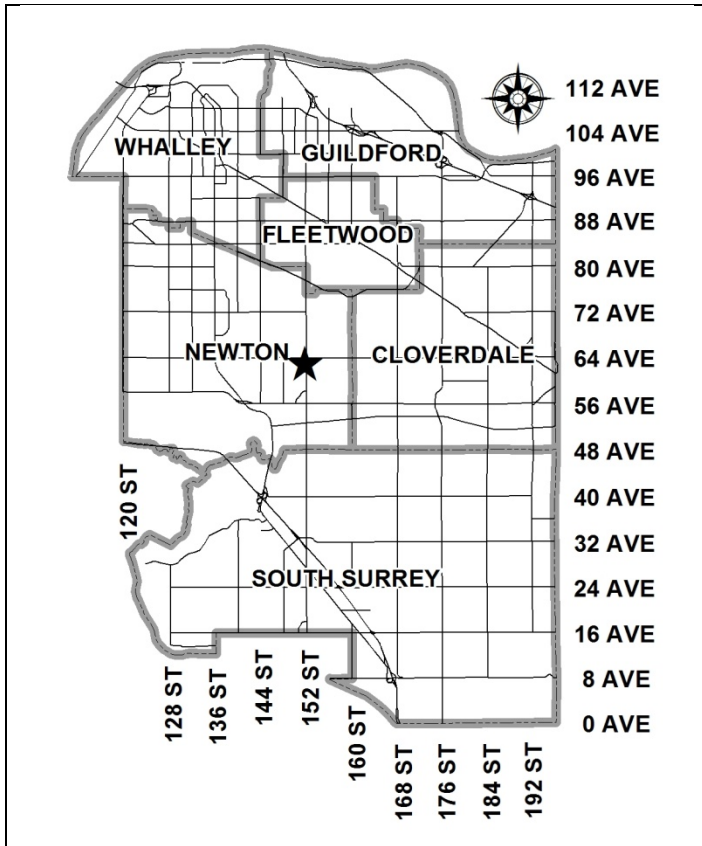 112 AVE
104 AVE
WHALLEY
GUILDFORD
96 AVE
88 AVE
FLEETWOOD
80 AVE
72 AVE
NEWTON
CLOVERDALE
64 AVE
56 AVE
48 AVE
120 ST
40 AVE
32 AVE
SOUTH SURREY
24 AVE
16 AVE
8 AVE
0 AVE
128 ST
136 ST
144 ST
152 ST
160 ST
168 ST
176 ST
184 ST
192 ST